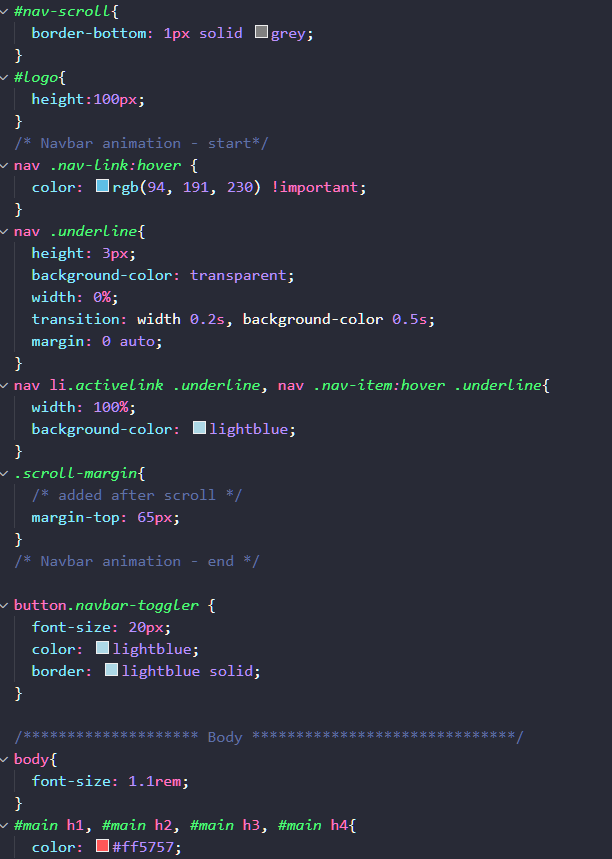 #nav-scroll{
border-bottom: 1px solid grey;
}
#logo{
height:100px;
}
/* Navbar animation - start*/
nav .nav-link:hover {
color: rgb(94, 191, 230) !important;
}
nav .underline{
height: 3px;
background-color: transparent;
width: 0%;
transition: width 0.2s, background-color 0.5s;
margin: 0 auto;
}
nav li.activelink .underline, nav .nav-item:hover .underline{
width: 100%;
background-color: lightblue;
}
.scroll-margin{
/* added after scroll */
margin-top: 65px;
}
/* Navbar animation - end */
button.navbar-toggler {
font-size: 20px;
color: lightblue;
border: lightblue solid;
}
/******************** Body ******************************/
body{
font-size: 1.1rem;
}
#main h1, #main h2, #main h3, #main h4{
color: #ff5757;